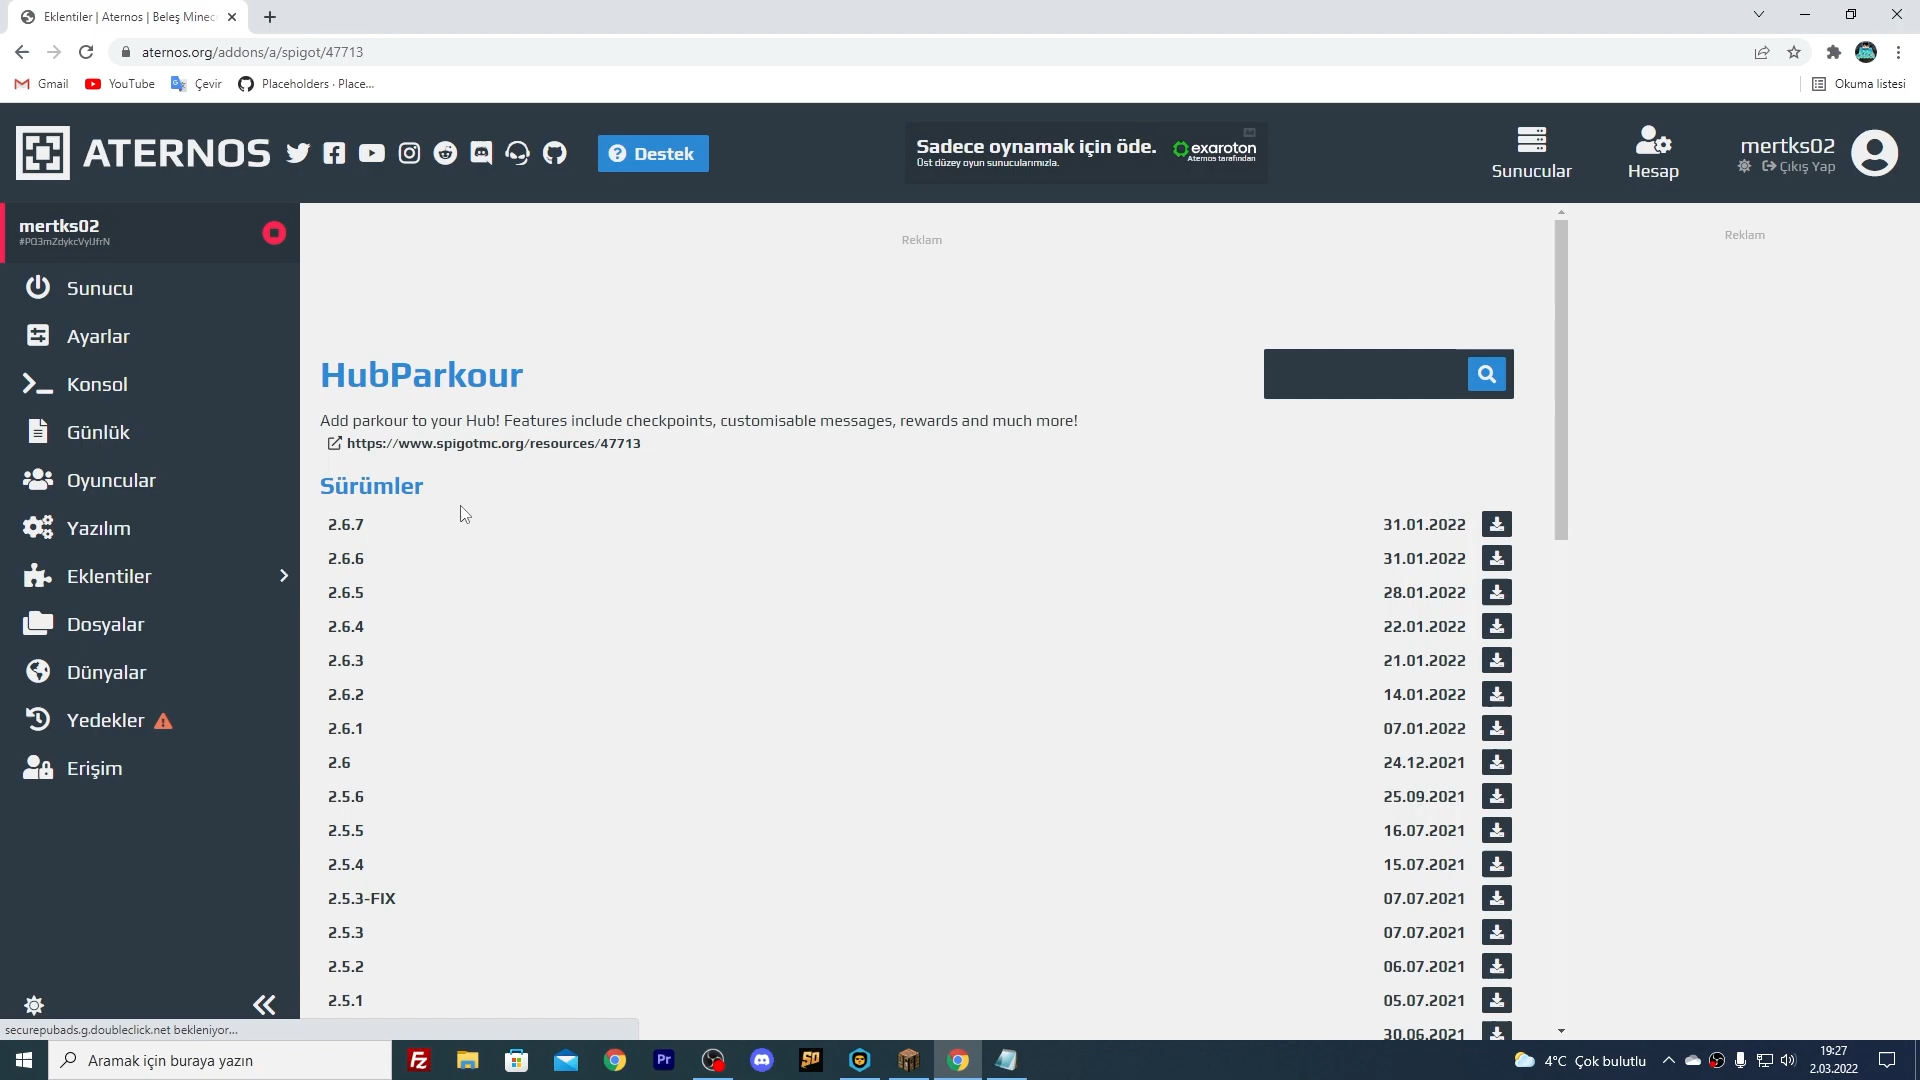 Eklentiler | Aternos | Beleş Minec
aternos.org/addons/a/spigot/47713
Gmail
YouTube
Çevir
Placeholders · Place...
Okuma listesi
ATERNOS
Destek
Sadece oynamak için öde.
Üst düzey oyun sunucularımızla.
exaroton
Aternos tarafından
Ad
Sunucular
Hesap
mertks02
Çıkış Yap
mertks02
Sunucu
Ayarlar
Konsol
Günlük
Oyuncular
Yazılım
Eklentiler
Dosyalar
Dünyalar
Yedekler
Erişim
Reklam
Reklam
HubParkour
Add parkour to your Hub! Features include checkpoints, customisable messages, rewards and much more!
https://www.spigotmc.org/resources/47713
Sürümler
2.6.7 31.01.2022
2.6.6 31.01.2022
2.6.5 28.01.2022
2.6.4 22.01.2022
2.6.3 21.01.2022
2.6.2 14.01.2022
2.6.1 07.01.2022
2.6 24.12.2021
2.5.6 25.09.2021
2.5.5 16.07.2021
2.5.4 15.07.2021
2.5.3-FIX 07.07.2021
2.5.3 07.07.2021
2.5.2 06.07.2021
2.5.1 05.07.2021
30.06.2021
securepubads.g.doubleclick.net bekleniyor...
Aramak için buraya yazın
4°C Çok bulutlu
19:27
2.03.2022